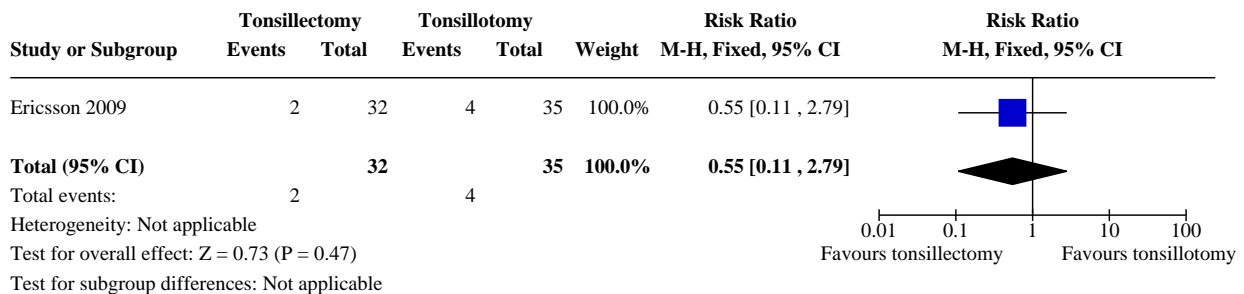 Tonsillectomy Tonsillotomy Risk Ratio Risk Ratio
Study or Subgroup Events Total Events Total Weight M-H, Fixed, 95% CI M-H, Fixed, 95% CI
Ericsson 2009 2 32 4 35 100.0% 0.55 [0.11 , 2.79]
Total (95% CI) 32 35 100.0% 0.55 [0.11 , 2.79]
Total events: 2 4
Heterogeneity: Not applicable
0.01 0.1 1 10 100
Test for overall effect: Z = 0.73 (P = 0.47) Favours tonsillectomy Favours tonsillotomy
Test for subgroup differences: Not applicable